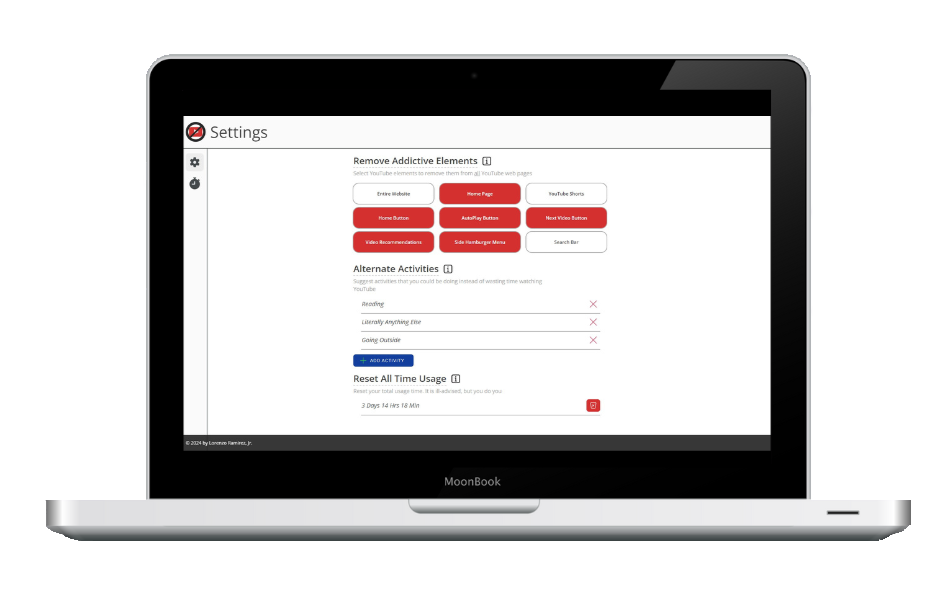 Settings
Remove Addictive Elements
Select YouTube elements to remove them from all YouTube web pages
Entire Website
Home Page
YouTube Shorts
Home Button
AutoPlay Button
Next Video Button
Video Recommendations
Side Hamburger Menu
Search Bar
Alternate Activities
Suggest activities that you could be doing instead of wasting time watching
YouTube
Reading
Literally Anything Else
Going Outside
+ ADD ACTIVITY
Reset All Time Usage
Reset your total usage time. It is ill-advised, but you do you
3 Days 14 Hrs 18 Min
© 2024 by Lorenzo Ramirez, Jr.
MoonBook